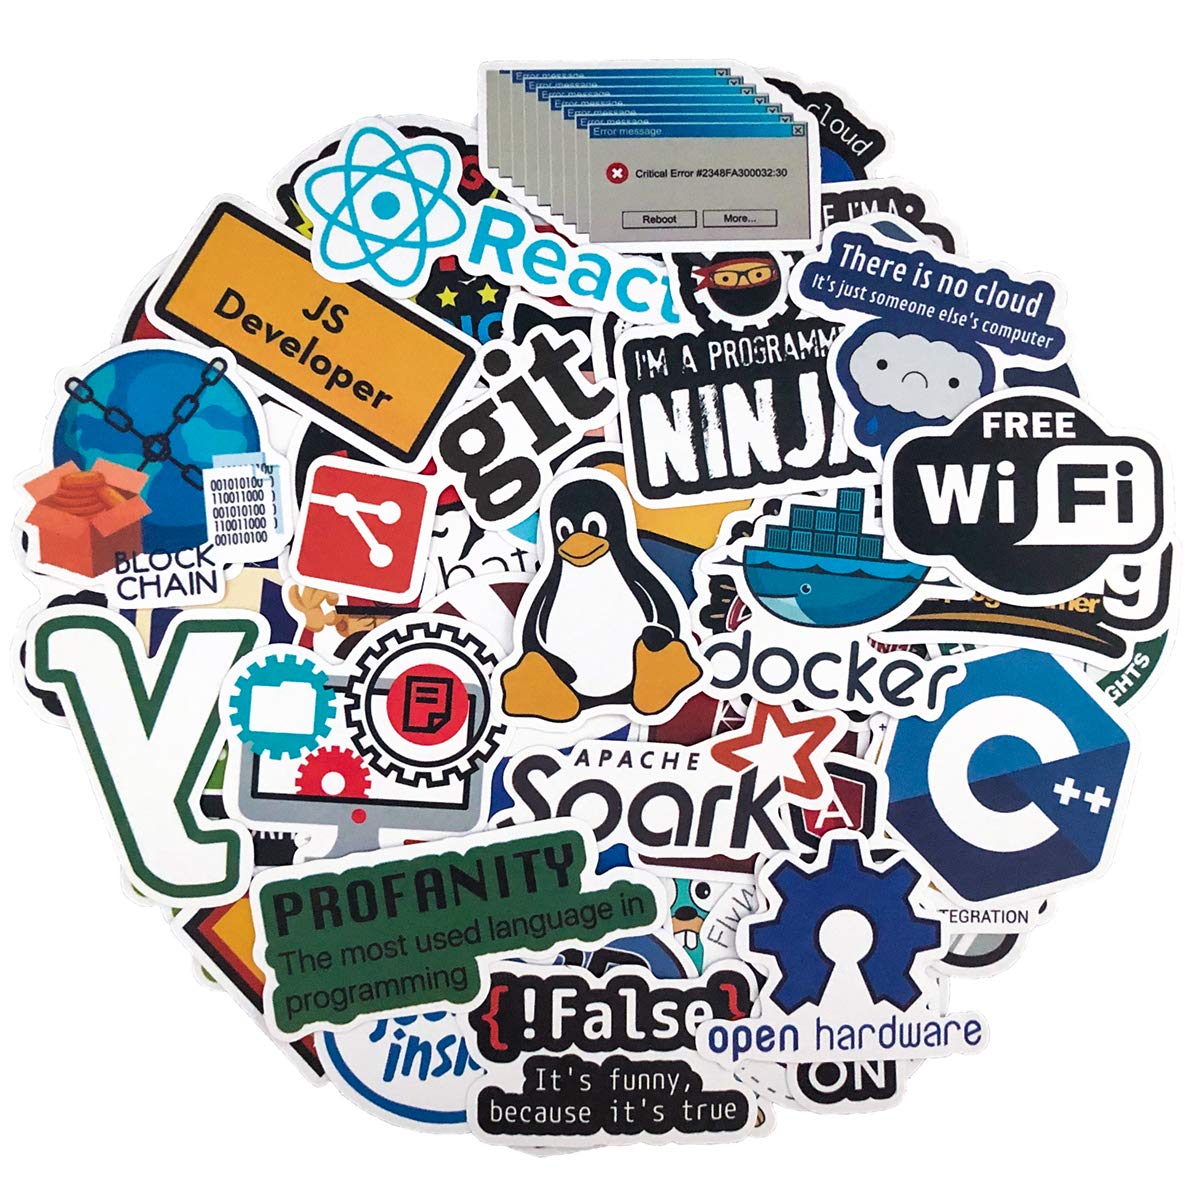 Error message
Error message
Error message
Error message
Error message
Error message
Error message
Critical Error #2348FA300032:30
Reboot
More...
cloud
I'M A
React
JS
Developer
There is no cloud
It's just someone else's computer
git
I'M A PROGRAMM
NINJA
FREE
Wi Fi
010101000
110011000
001010100
110011000
001010100
BLOCK
CHAIN
docker
APACHE
Spark
A
C++
GHTS
PROFANITY
The most used language in
programming
TEGRATION
{!False}
It's funny,
because it's true
open hardware
ON